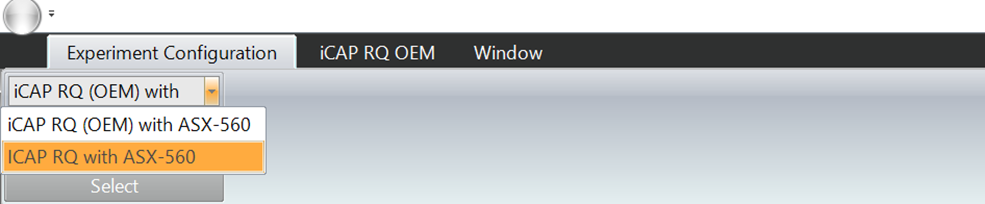 Experiment Configuration iCAP RQ OEM Window
iCAP RQ (OEM) with
iCAP RQ (OEM) with ASX-560
ICAP RQ with ASX-560
Select